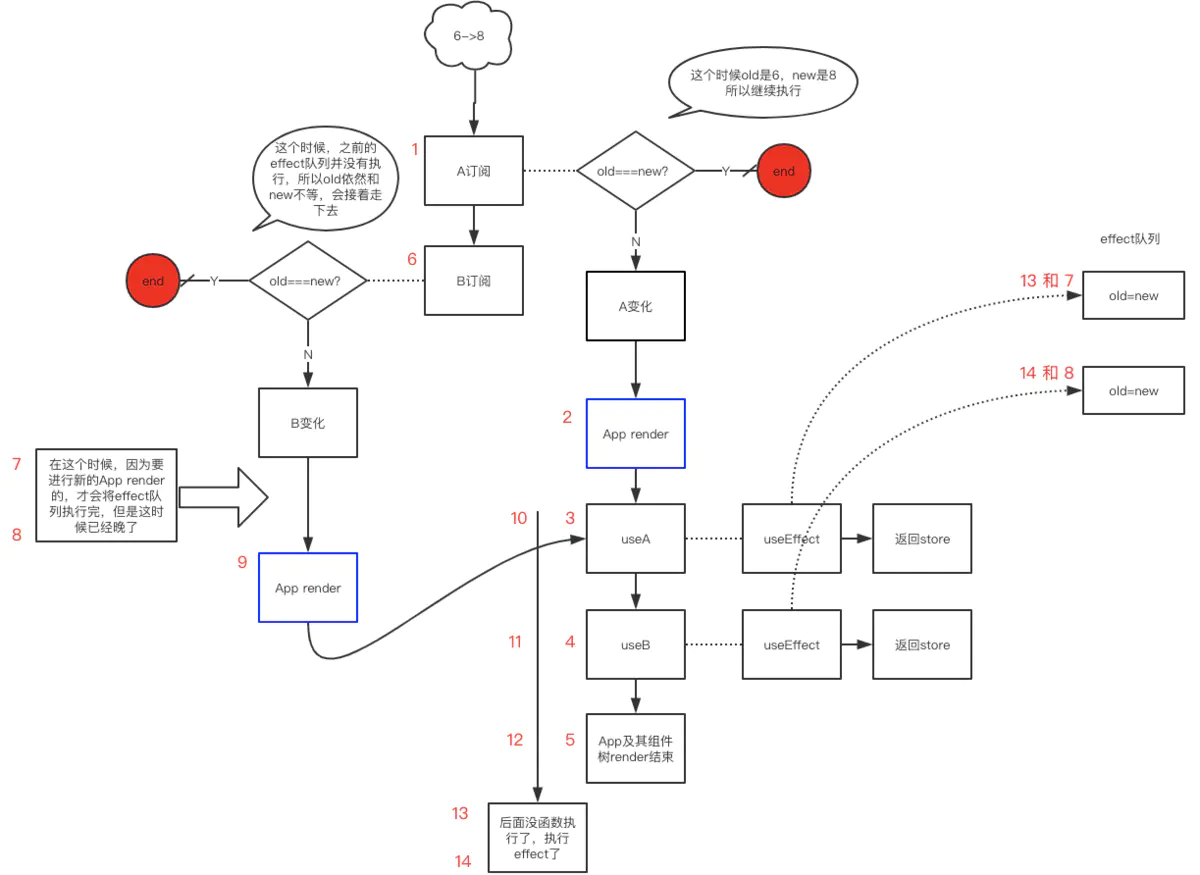 6->8
这个时候old是6，new是8
所以继续执行
1
A订阅
old===new?
Y
end
N
这个时候，之前的
effect队列并没有执
行，所以old依然和
new不等，会接着走
下去
6
B订阅
old===new?
Y
end
N
effect队列
13 和 7
old=new
14 和 8
old=new
A变化
B变化
2
App render
7
在这个时候，因为要
进行新的App render
的，才会将effect队
列执行完，但是这时
候已经晚了
8
9
App render
10
3
useA
useEffect
返回store
11
4
useB
useEffect
返回store
12
5
App及其组件
树render结束
13
后面没函数执
行了，执行
effect了
14